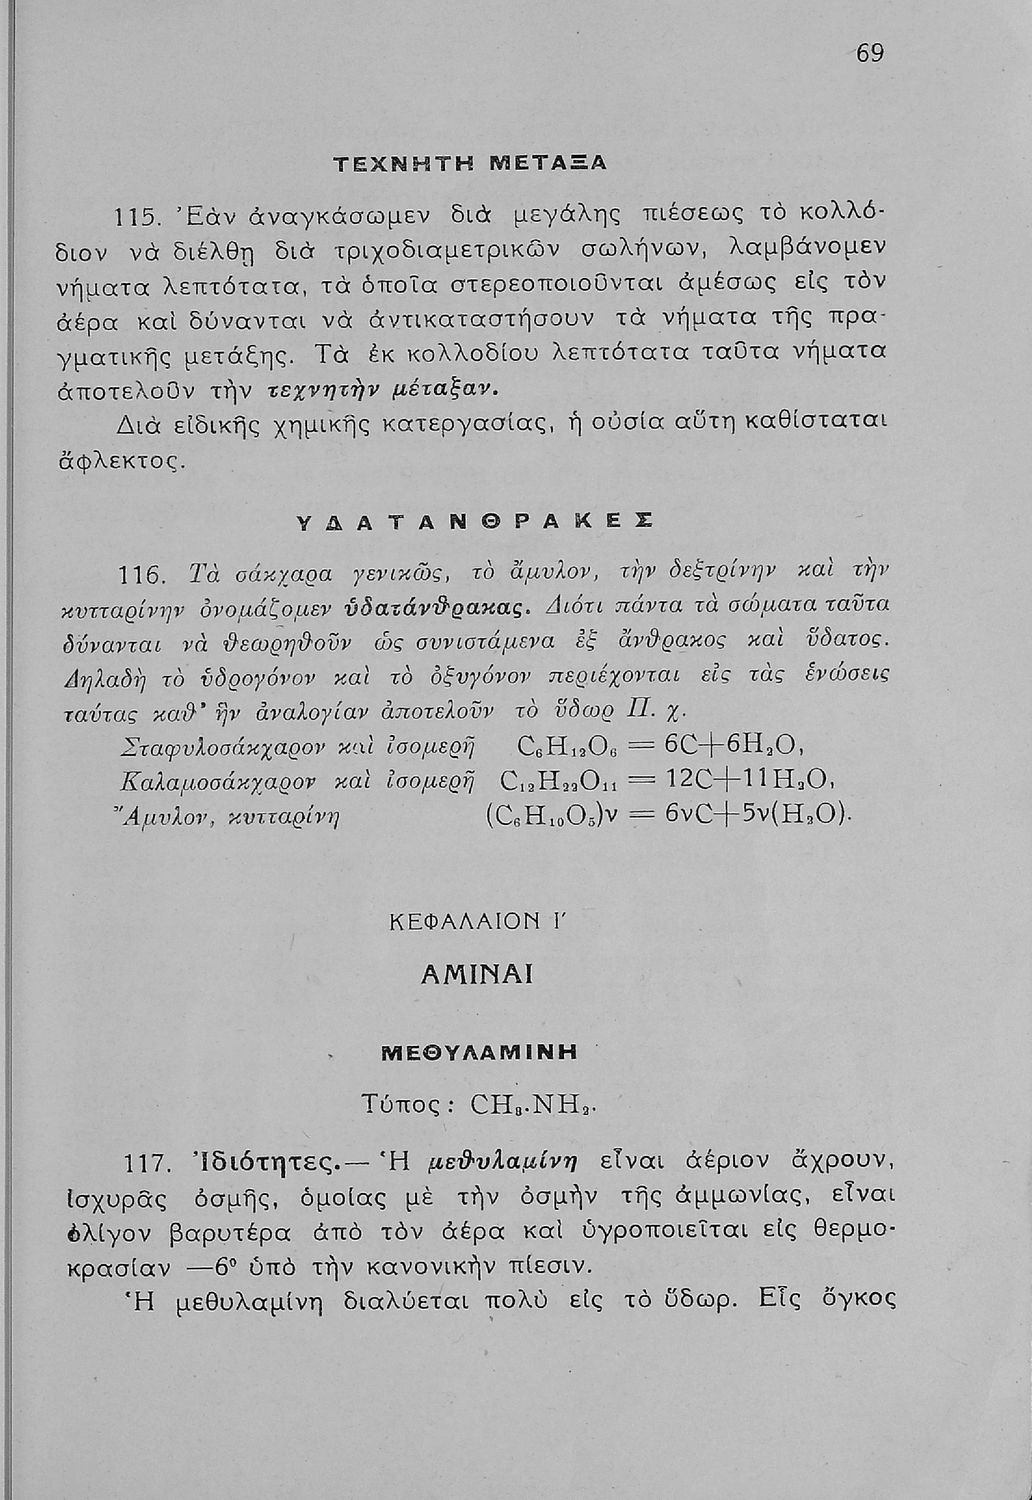 69
ΤΕΧΝΗΤΗ ΜΕΤΑΞΑ
115. Ἐὰν ἀναγκάσωμεν διὰ μεγάλης πιέσεως τὸ κολλό-
διον νὰ διέλθῃ διὰ τριχοδιαμετρικῶν σωλήνων, λαμβάνομεν
νήματα λεπτότατα, τὰ ὁποῖα στερεοποιοῦνται ἀμέσως εἰς τὸν
ἀέρα καὶ δύνανται νὰ ἀντικαταστήσουν τὰ νήματα τῆς πρα-
γματικῆς μετάξης. Τὰ ἐκ κολλοδίου λεπτότατα ταῦτα νήματα
ἀποτελοῦν τὴν τεχνητὴν μέταξαν.
Διὰ εἰδικῆς χημικῆς κατεργασίας, ἡ οὐσία αὕτη καθίσταται
ἄφλεκτος.
ΥΔΑΤΑΝΘΡΑΚΕΣ
116. Τὰ σάκχαρα γενικῶς, τὸ ἄμυλον, τὴν δεξτρίνην καὶ τὴν
κυτταρίνην ὀνομάζομεν ὑδατάνθρακας. Διότι πάντα τὰ σώματα ταῦτα
δύνανται νὰ θεωρηθοῦν ὡς συνιστάμενα ἐξ ἄνθρακος καὶ ὕδατος.
Δηλαδὴ τὸ ὑδρογόνον καὶ τὸ ὀξυγόνον περιέχονται εἰς τὰς ἑνώσεις
ταύτας καθ' ἣν ἀναλογίαν ἀποτελοῦν τὸ ὕδωρ Π. χ.
Σταφυλοσάκχαρον καὶ ἰσομερῆ C₆H₁₂O₆ = 6C+6H₂O,
Καλαμοσάκχαρον καὶ ἰσομερῆ C₁₂H₂₂O₁₁ = 12C+11H₂O,
Ἄμυλον, κυτταρίνη (C₆H₁₀O₅)ν = 6νC+5ν(H₂O).
ΚΕΦΑΛΑΙΟΝ Ι΄
ΑΜΙΝΑΙ
ΜΕΘΥΛΑΜΙΝΗ
Τύπος : CH₃.NH₂.
117. Ἰδιότητες.— Ἡ μεθυλαμίνη εἶναι ἀέριον ἄχρουν,
ἰσχυρᾶς ὀσμῆς, ὁμοίας μὲ τὴν ὀσμὴν τῆς ἀμμωνίας, εἶναι
ὀλίγον βαρυτέρα ἀπὸ τὸν ἀέρα καὶ ὑγροποιεῖται εἰς θερμο-
κρασίαν —6° ὑπὸ τὴν κανονικὴν πίεσιν.
Ἡ μεθυλαμίνη διαλύεται πολὺ εἰς τὸ ὕδωρ. Εἷς ὄγκος